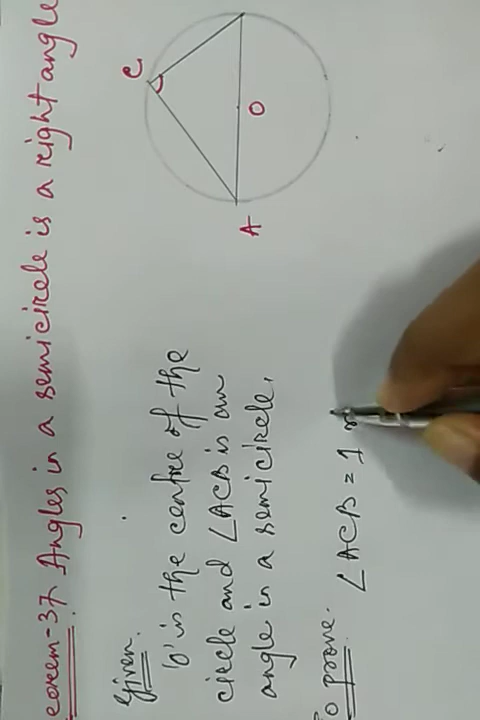 eorem-37. Angles in a semicircle is a right angle
Given.
'O' is the centre of the
circle and ∠ACB is an
angle in a semicircle.
To prove.
∠ACB = 1
C
O
A